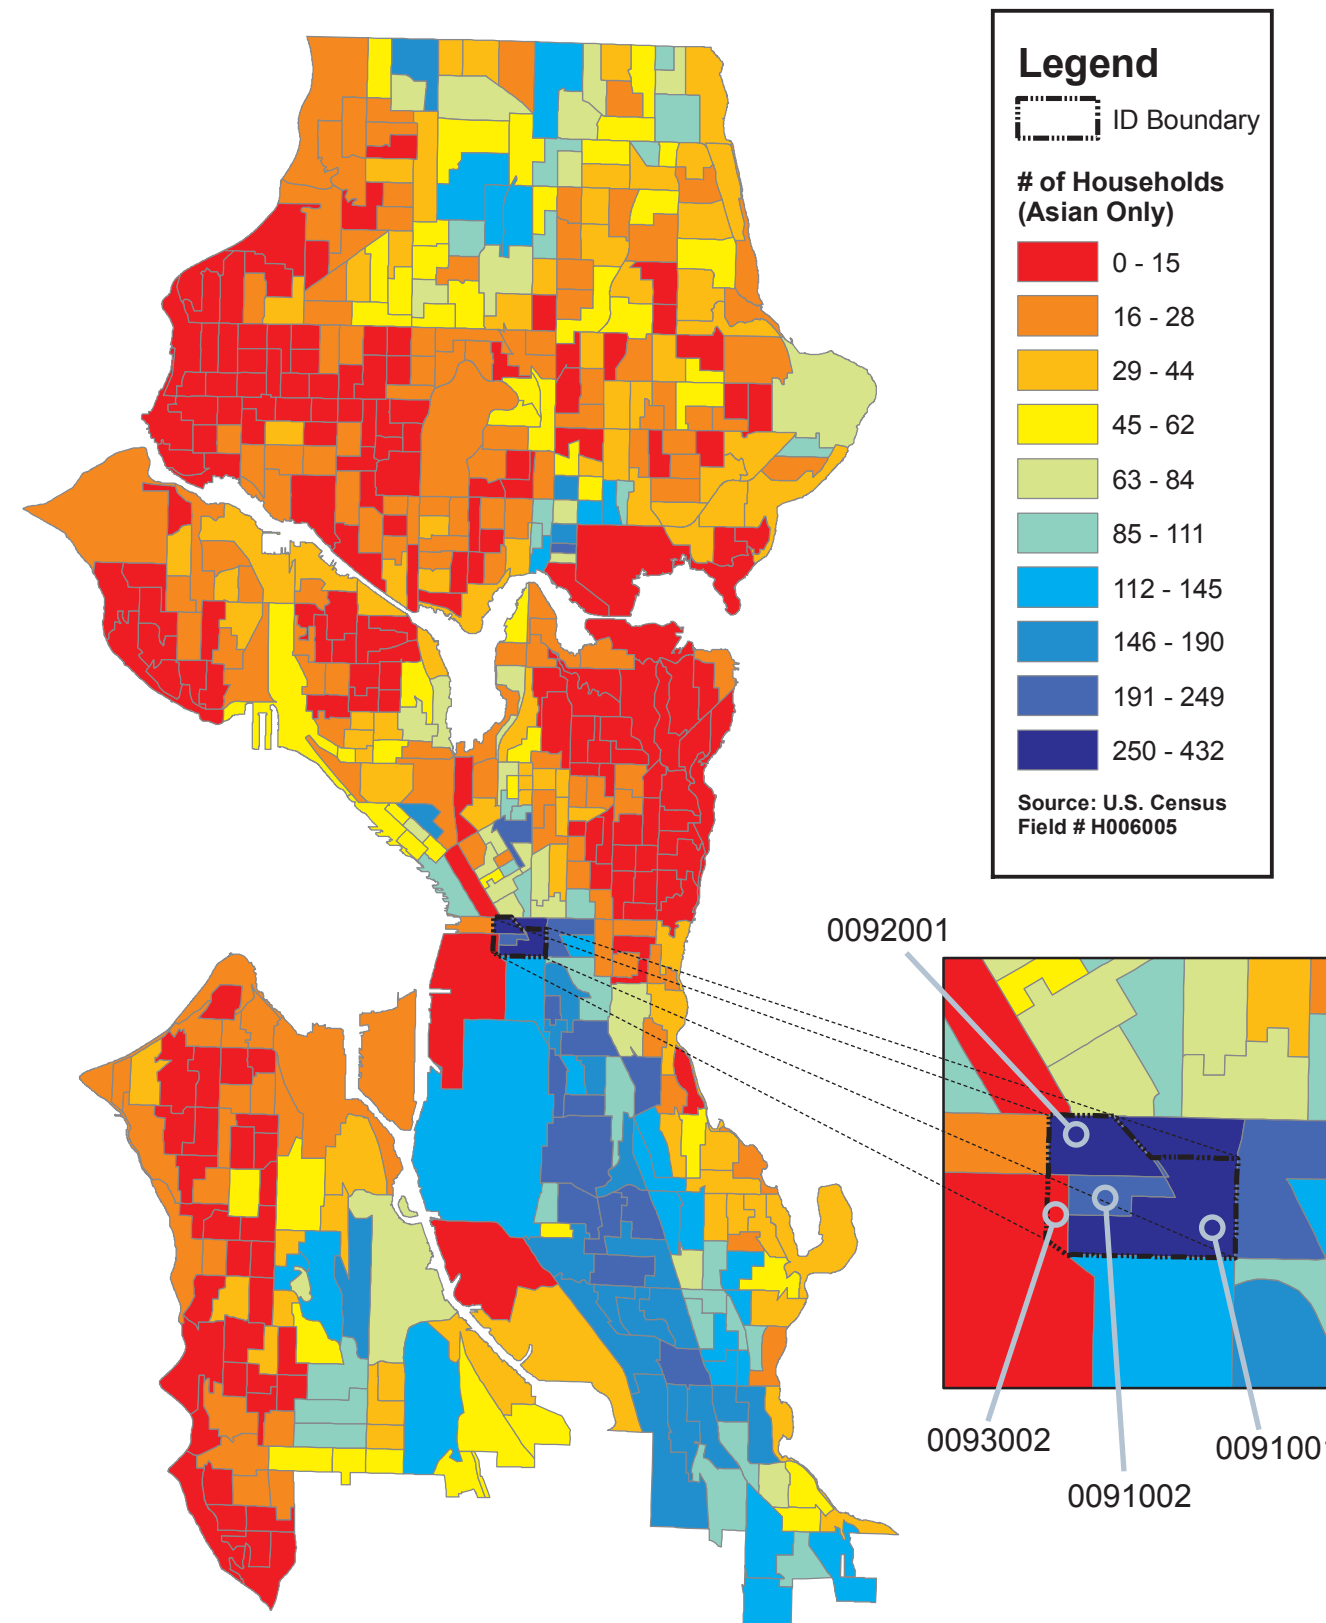 Legend
ID Boundary
# of Households
(Asian Only)
0 - 15
16 - 28
29 - 44
45 - 62
63 - 84
85 - 111
112 - 145
146 - 190
191 - 249
250 - 432
Source: U.S. Census
Field # H006005
0092001
0093002
0091001
0091002